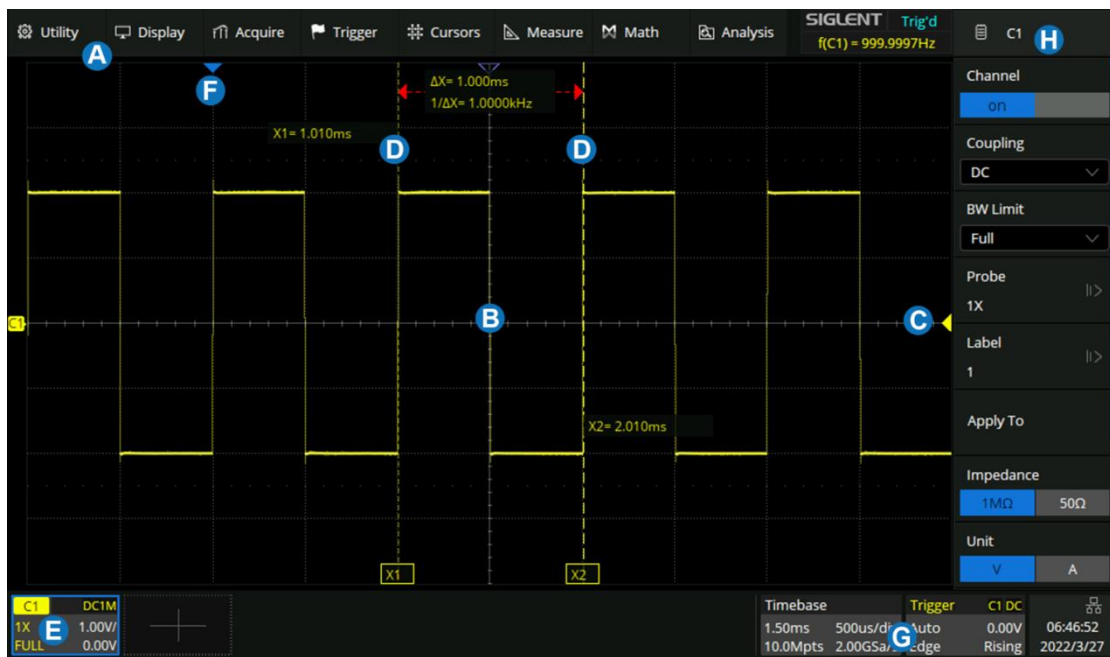 Utility
Display
Acquire
Trigger
Cursors
Measure
Math
Analysis
SIGLENT Trig'd
f(C1) = 999.9997Hz
C1
H
A
F
ΔX= 1.000ms
1/ΔX= 1.0000kHz
X1= 1.010ms
D
D
B
C
C1
X2= 2.010ms
X1
X2
Channel
on
Coupling
DC
BW Limit
Full
Probe
1X
Label
1
Apply To
Impedance
1MΩ 50Ω
Unit
V A
C1 DC1M
1X 1.00V/
FULL 0.00V
E
Timebase
1.50ms 500us/div
10.0Mpts 2.00GSa/s
G
Trigger C1 DC
Auto 0.00V
Edge Rising
06:46:52
2022/3/27